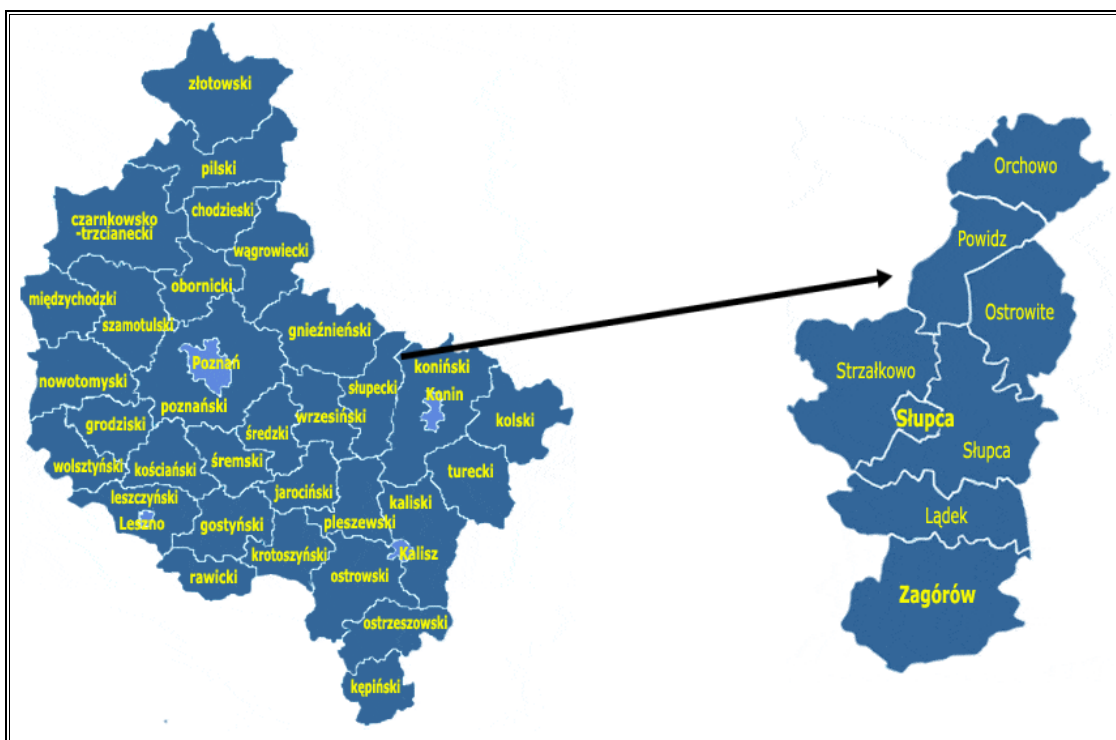 złotowski
pilski
chodzieski
czarnkowsko
-trzcianecki
wągrowiecki
obornicki
międzychodzki
szamotulski
gnieźnieński
Poznań
koniński
nowotomyski
słupecki
Konin
poznański
wrzesiński
kolski
grodziski
średzki
wolsztyński
kościański
śremski
turecki
leszczyński
jarociński
kaliski
Leszno
gostyński
pleszewski
krotoszyński
Kalisz
rawicki
ostrowski
ostrzeszowski
kępiński
Orchowo
Powidz
Ostrowite
Strzałkowo
Słupca
Słupca
Lądek
Zagórów